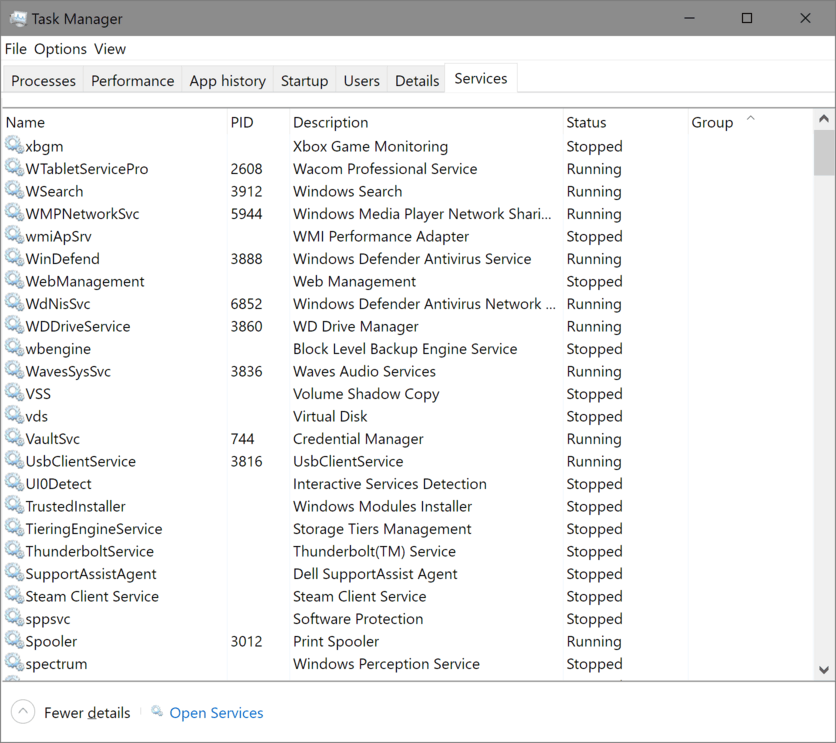 Task Manager
File Options View
Processes Performance App history Startup Users Details Services
Name PID Description Status Group
xbgm Xbox Game Monitoring Stopped
WTabletServicePro 2608 Wacom Professional Service Running
WSearch 3912 Windows Search Running
WMPNetworkSvc 5944 Windows Media Player Network Shari... Running
wmiApSrv WMI Performance Adapter Stopped
WinDefend 3888 Windows Defender Antivirus Service Running
WebManagement Web Management Stopped
WdNisSvc 6852 Windows Defender Antivirus Network ... Running
WDDriveService 3860 WD Drive Manager Running
wbengine Block Level Backup Engine Service Stopped
WavesSysSvc 3836 Waves Audio Services Running
VSS Volume Shadow Copy Stopped
vds Virtual Disk Stopped
VaultSvc 744 Credential Manager Running
UsbClientService 3816 UsbClientService Running
UI0Detect Interactive Services Detection Stopped
TrustedInstaller Windows Modules Installer Stopped
TieringEngineService Storage Tiers Management Stopped
ThunderboltService Thunderbolt(TM) Service Stopped
SupportAssistAgent Dell SupportAssist Agent Stopped
Steam Client Service Steam Client Service Stopped
sppsvc Software Protection Stopped
Spooler 3012 Print Spooler Running
spectrum Windows Perception Service Stopped
Fewer details Open Services